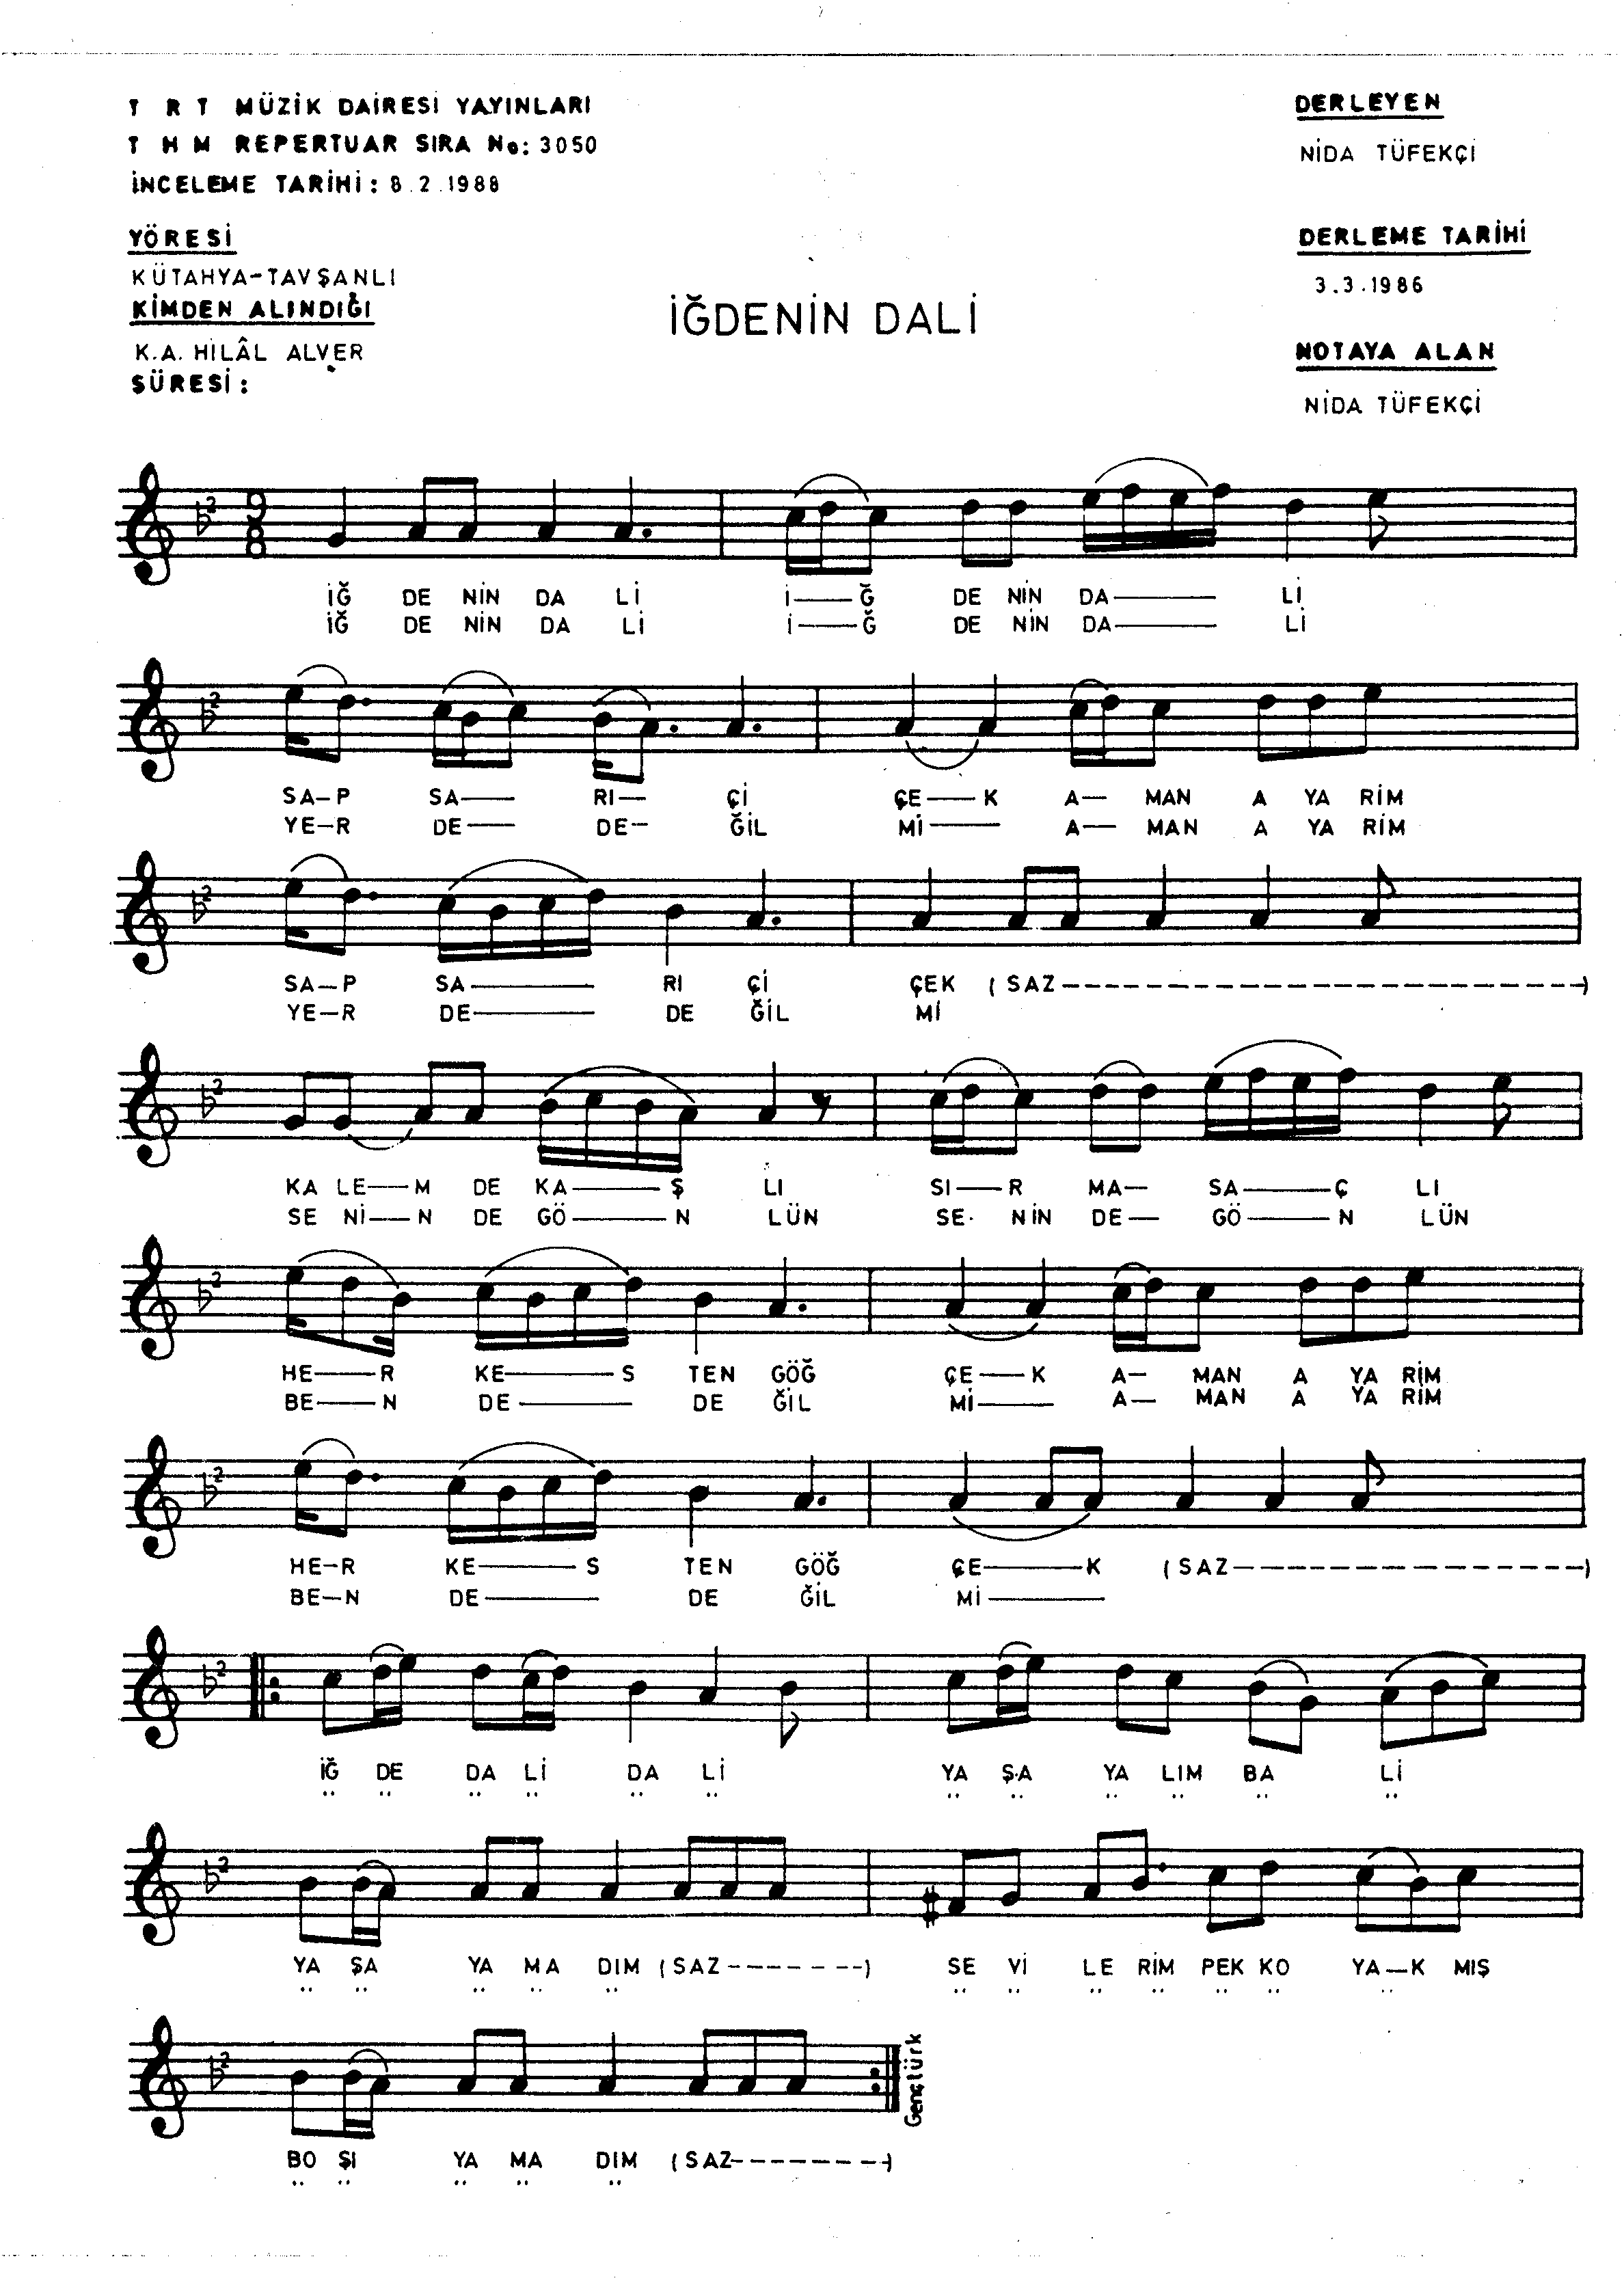 T R T MÜZİK DAİRESİ YAYINLARI
T H M REPERTUAR SIRA No: 3050
İNCELEME TARİHİ : 8.2.1988
DERLEYEN
NİDA TÜFEKÇİ
YÖRESİ
KÜTAHYA-TAVŞANLI
KİMDEN ALINDIĞI
K.A. HİLÂL ALVER
SÜRESİ :
İĞDENİN DALİ
DERLEME TARİHİ
3.3.1986
NOTAYA ALAN
NİDA TÜFEKÇİ
9
8
İĞ DE NİN DA Lİ İ—Ğ DE NİN DA— Lİ
İĞ DE NİN DA Lİ İ—Ğ DE NİN DA— Lİ
SA–P SA— RI— Çİ ÇE—K A— MAN A YA RİM
YE–R DE— DE– ĞİL Mİ— A— MAN A YA RİM
SA–P SA— RI Çİ ÇEK (SAZ---)
YE–R DE— DE ĞİL Mİ
KA LE—M DE KA—Ş LI SI—R MA— SA—Ç LI
SE Nİ—N DE GÖ—N LÜN SE· NİN DE— GÖ—N LÜN
HE—R KE—S TEN GÖĞ ÇE—K A– MAN A YA RİM
BE—N DE— DE ĞİL Mİ— A— MAN A YA RİM
HE–R KE—S TEN GÖĞ ÇE—K (SAZ---)
BE–N DE— DE ĞİL Mİ—
İĞ DE DA Lİ DA Lİ YA ŞA YA LIM BA Lİ
.. .. .. .. .. .. .. .. .. .. .. ..
YA ŞA YA MA DIM (SAZ---) SE Vİ LE RİM PEK KO YA–K MIŞ
.. .. .. .. .. .. .. .. .. .. .. ..
BO ŞI YA MA DIM (SAZ---)
.. .. .. .. ..
Gençtürk